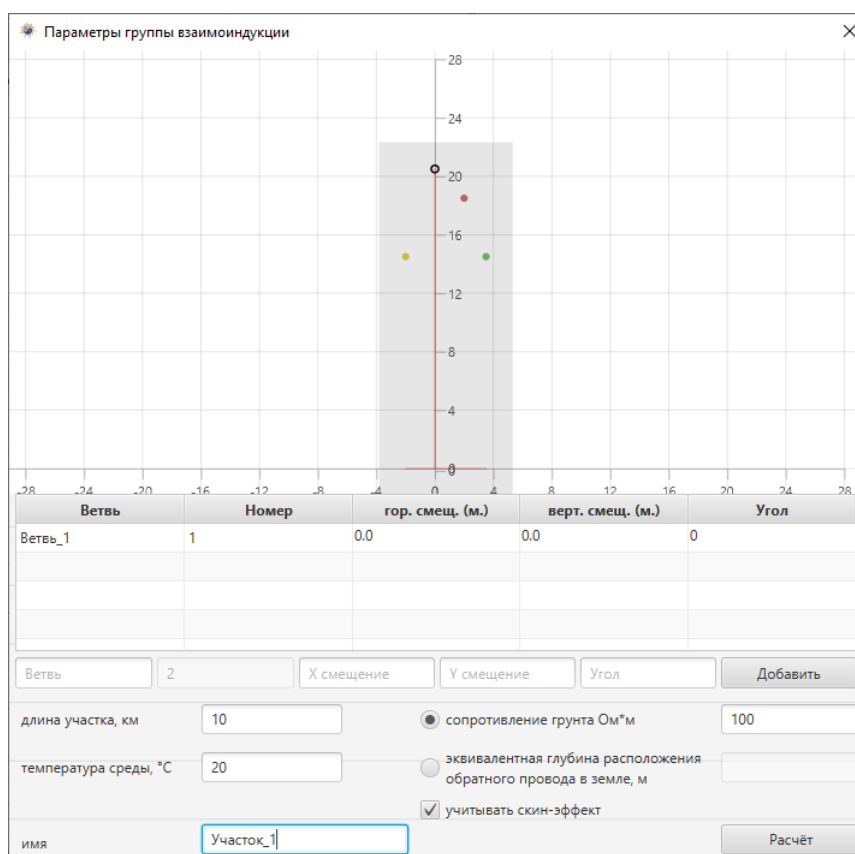 Параметры группы взаимоиндукции
28
24
20
16
12
8
4
0
-28 -24 -20 -16 -12 -8 -4 0 4 8 12 16 20 24 28
Ветвь Номер гор. смещ. (м.) верт. смещ. (м.) Угол
Ветвь_1 1 0.0 0.0 0
Ветвь 2 X смещение Y смещение Угол Добавить
длина участка, км 10 сопротивление грунта Ом*м 100
температура среды, °C 20 эквивалентная глубина расположения
обратного провода в земле, м
учитывать скин-эффект
имя Участок_1 Расчёт